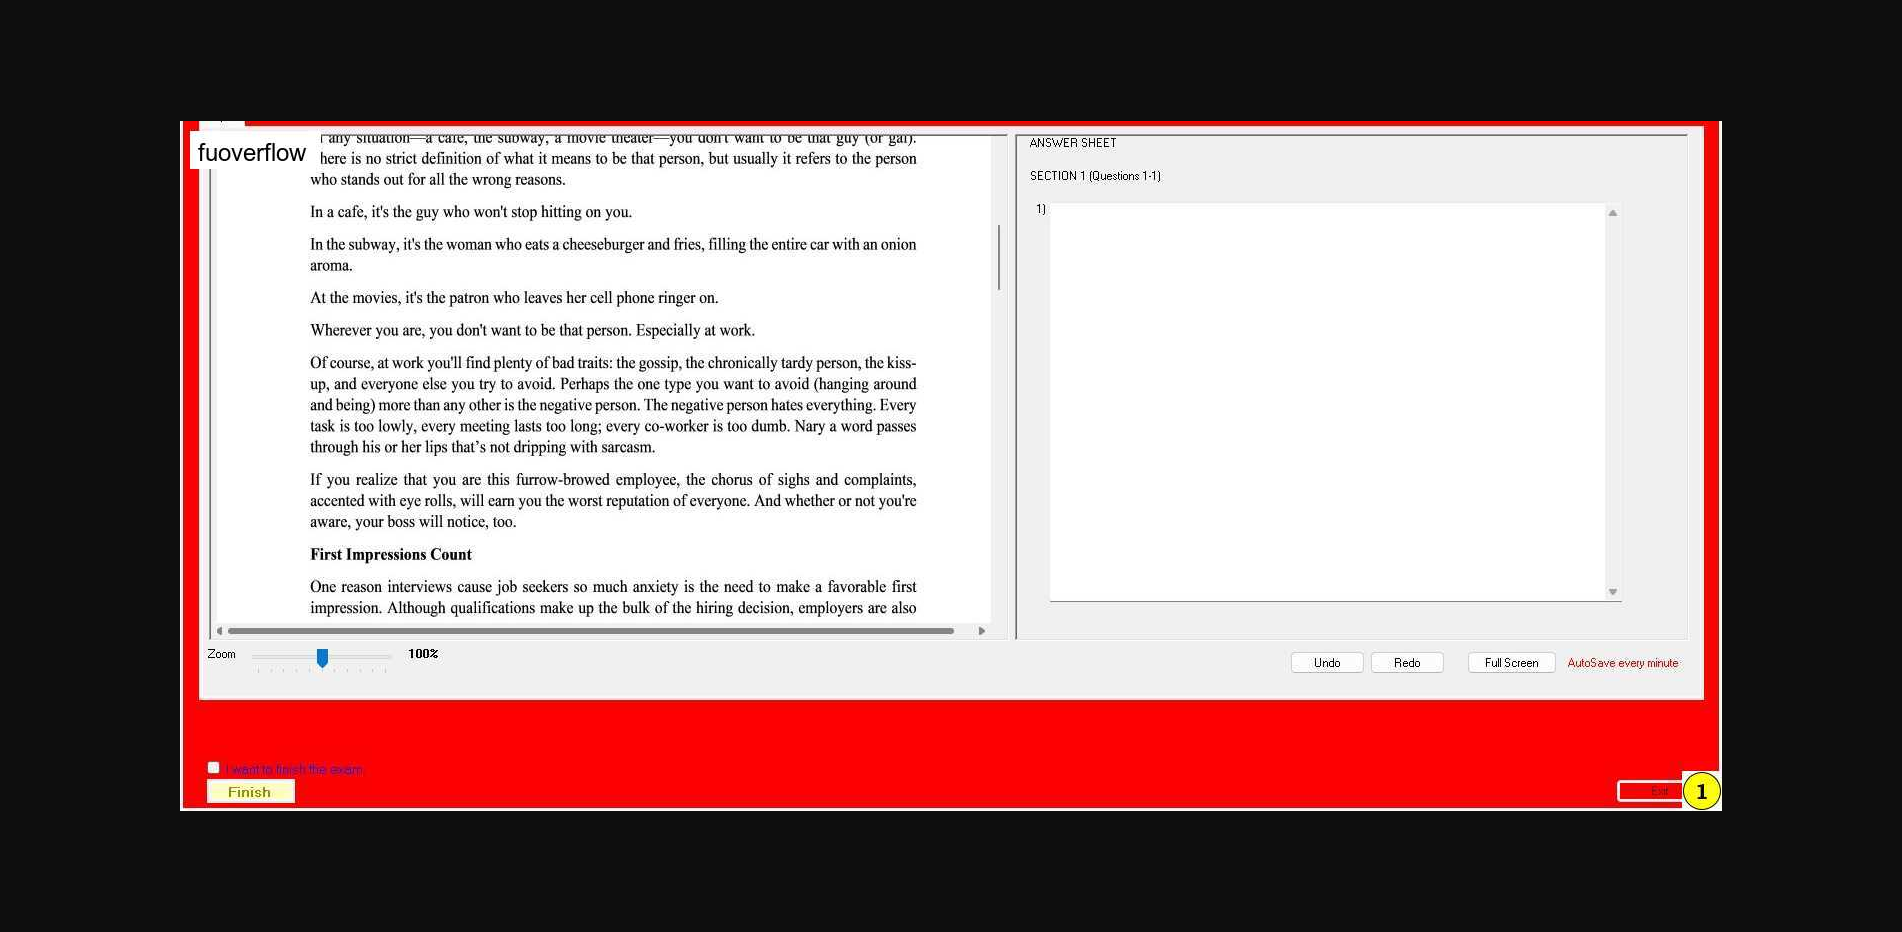 fuoverflow
any situation—a cafe, the subway, a movie theater—you don't want to be that guy (or gal).
here is no strict definition of what it means to be that person, but usually it refers to the person
who stands out for all the wrong reasons.
In a cafe, it's the guy who won't stop hitting on you.
In the subway, it's the woman who eats a cheeseburger and fries, filling the entire car with an onion
aroma.
At the movies, it's the patron who leaves her cell phone ringer on.
Wherever you are, you don't want to be that person. Especially at work.
Of course, at work you'll find plenty of bad traits: the gossip, the chronically tardy person, the kiss-
up, and everyone else you try to avoid. Perhaps the one type you want to avoid (hanging around
and being) more than any other is the negative person. The negative person hates everything. Every
task is too lowly, every meeting lasts too long; every co-worker is too dumb. Nary a word passes
through his or her lips that’s not dripping with sarcasm.
If you realize that you are this furrow-browed employee, the chorus of sighs and complaints,
accented with eye rolls, will earn you the worst reputation of everyone. And whether or not you're
aware, your boss will notice, too.
First Impressions Count
One reason interviews cause job seekers so much anxiety is the need to make a favorable first
impression. Although qualifications make up the bulk of the hiring decision, employers are also
Zoom
100%
ANSWER SHEET
SECTION 1 (Questions 1-1)
1)
Undo
Redo
Full Screen
AutoSave every minute
I want to finish the exam.
Finish
Exit
1